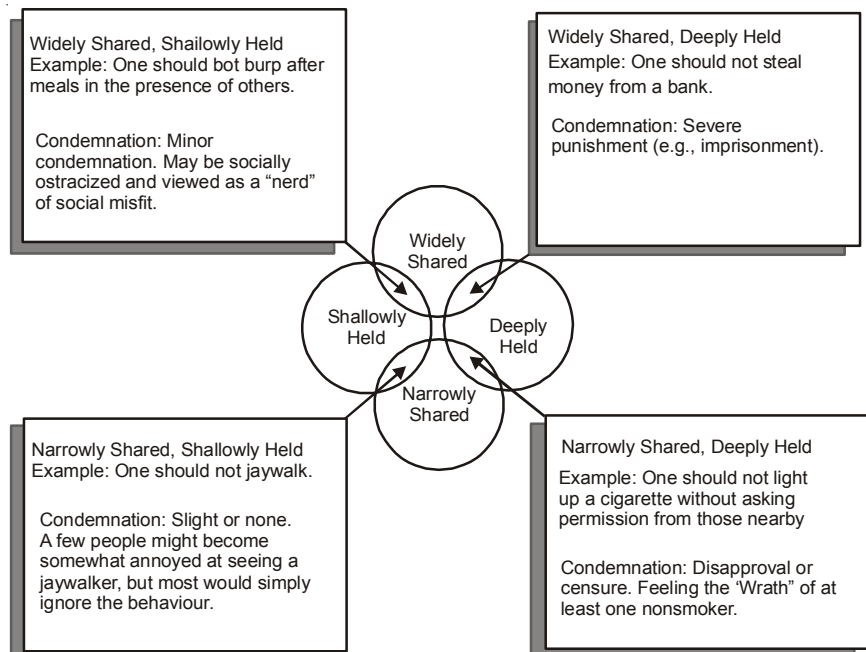 Widely Shared, Shailowly Held
Example: One should bot burp after
meals in the presence of others.
Condemnation: Minor
condemnation. May be socially
ostracized and viewed as a “nerd”
of social misfit.
Widely Shared, Deeply Held
Example: One should not steal
money from a bank.
Condemnation: Severe
punishment (e.g., imprisonment).
Widely
Shared
Shallowly
Held
Deeply
Held
Narrowly
Shared
Narrowly Shared, Shallowly Held
Example: One should not jaywalk.
Condemnation: Slight or none.
A few people might become
somewhat annoyed at seeing a
jaywalker, but most would simply
ignore the behaviour.
Narrowly Shared, Deeply Held
Example: One should not light
up a cigarette without asking
permission from those nearby
Condemnation: Disapproval or
censure. Feeling the ‘Wrath” of at
least one nonsmoker.